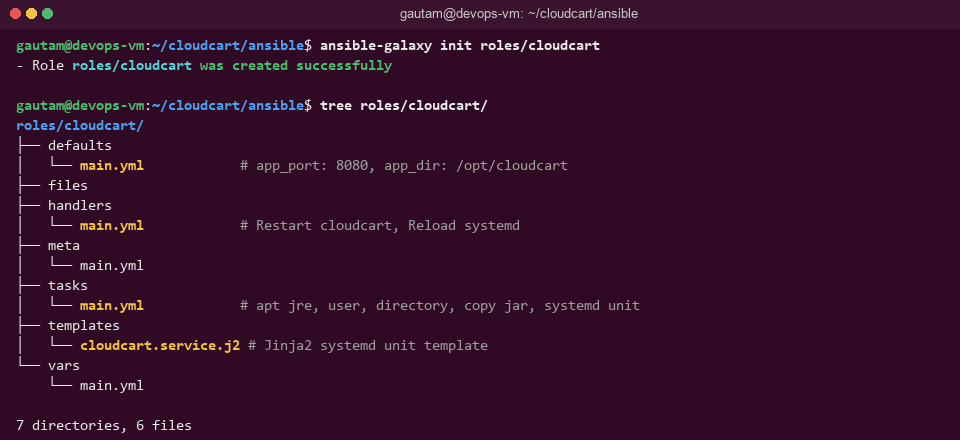 gautam@devops-vm: ~/cloudcart/ansible
gautam@devops-vm:~/cloudcart/ansible$ ansible-galaxy init roles/cloudcart
- Role roles/cloudcart was created successfully
gautam@devops-vm:~/cloudcart/ansible$ tree roles/cloudcart/
roles/cloudcart/
├── defaults
│   └── main.yml            # app_port: 8080, app_dir: /opt/cloudcart
├── files
├── handlers
│   └── main.yml            # Restart cloudcart, Reload systemd
├── meta
│   └── main.yml
├── tasks
│   └── main.yml            # apt jre, user, directory, copy jar, systemd unit
├── templates
│   └── cloudcart.service.j2 # Jinja2 systemd unit template
└── vars
    └── main.yml
7 directories, 6 files